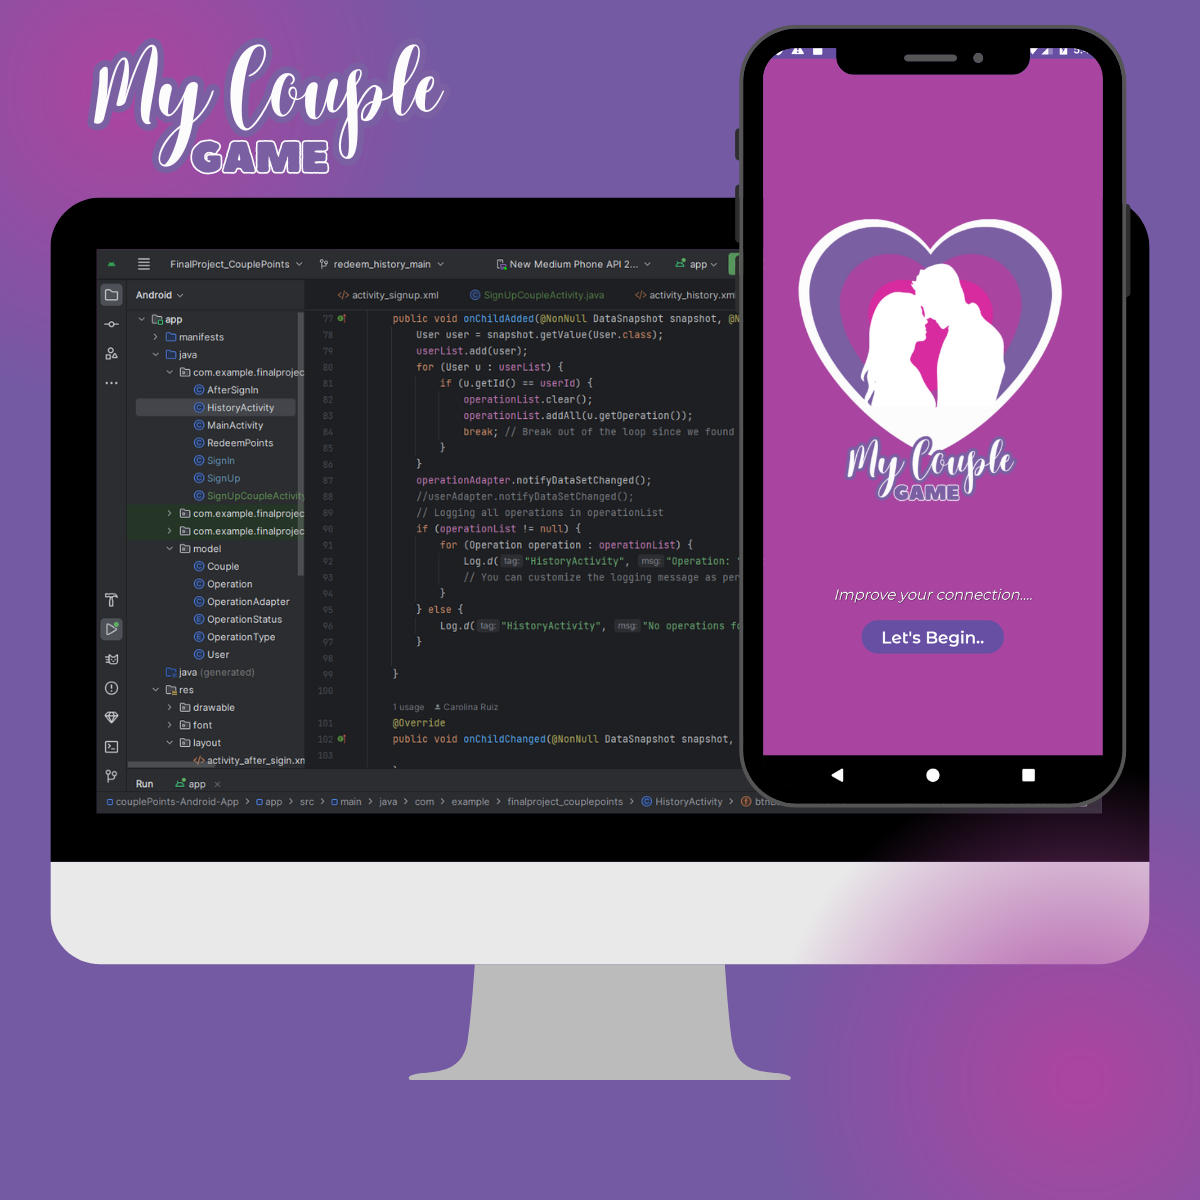 My Couple
GAME
FinalProject_CouplePoints
redeem_history_main
New Medium Phone API 2...
app
Android
activity_signup.xml
SignUpCoupleActivity.java
activity_history.xm
app
manifests
java
com.example.finalprojec
AfterSignIn
HistoryActivity
MainActivity
RedeemPoints
SignIn
SignUp
SignUpCoupleActivity
com.example.finalprojec
com.example.finalprojec
model
Couple
Operation
OperationAdapter
OperationStatus
OperationType
User
java (generated)
res
drawable
font
layout
activity_after_sigin.xm
77 public void onChildAdded(@NonNull DataSnapshot snapshot, @N
78 User user = snapshot.getValue(User.class);
79 userList.add(user);
80 for (User u : userList) {
81 if (u.getId() == userId) {
82 operationList.clear();
83 operationList.addAll(u.getOperation());
84 break; // Break out of the loop since we found
85 }
86 }
87 operationAdapter.notifyDataSetChanged();
88 //userAdapter.notifyDataSetChanged();
89 // Logging all operations in operationList
90 if (operationList != null) {
91 for (Operation operation : operationList) {
92 Log.d( tag: "HistoryActivity", msg: "Operation: "
93 // You can customize the logging message as per
94 }
95 } else {
96 Log.d( tag: "HistoryActivity", msg: "No operations fo
97 }
98
99 }
100
1 usage Carolina Ruiz
101 @Override
102 public void onChildChanged(@NonNull DataSnapshot snapshot,
103
Run app
couplePoints-Android-App > app > src > main > java > com > example > finalproject_couplepoints > HistoryActivity >
My Couple
GAME
Improve your connection....
Let's Begin..